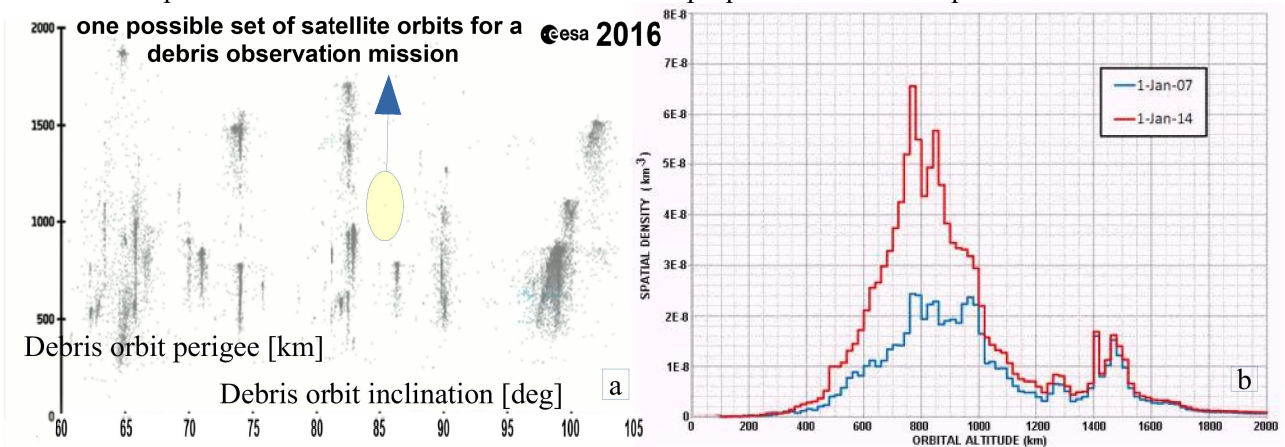 one possible set of satellite orbits for a
debris observation mission
esa 2016
2000
1500
1000
500
0
Debris orbit perigee [km]
Debris orbit inclination [deg]
a
60 65 70 75 80 85 90 95 100 105
8E-8
7E-8
6E-8
5E-8
4E-8
3E-8
2E-8
1E-8
0
SPATIAL DENSITY (km-3)
1-Jan-07
1-Jan-14
b
0 200 400 600 800 1000 1200 1400 1600 1800 2000
ORBITAL ALTITUDE (km)